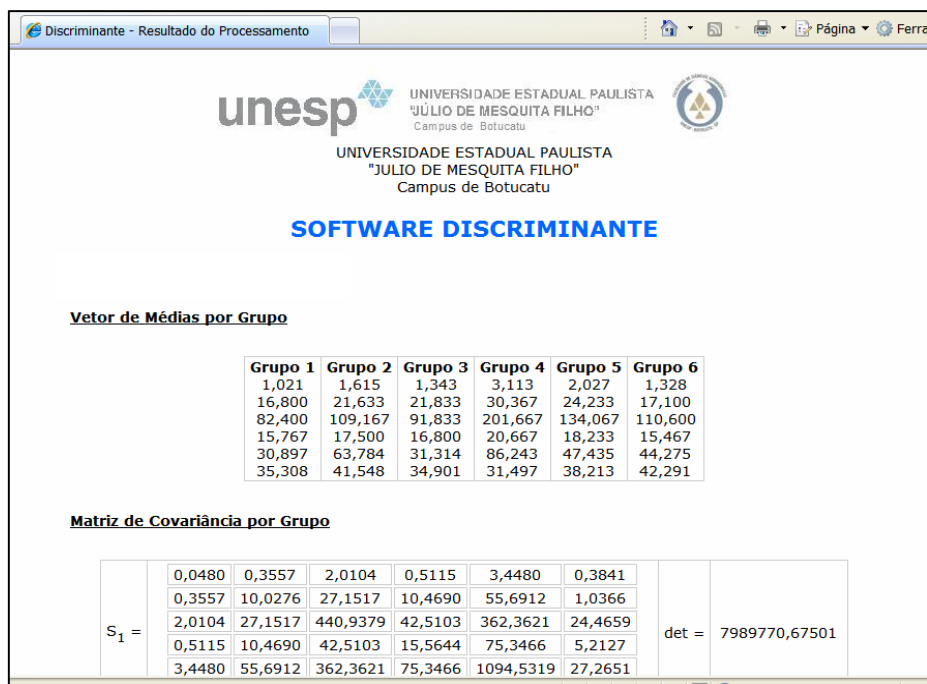 Discriminante - Resultado do Processamento
Página
Ferra
unesp
UNIVERSIDADE ESTADUAL PAULISTA
"JÚLIO DE MESQUITA FILHO"
Campus de Botucatu
UNIVERSIDADE ESTADUAL PAULISTA
"JULIO DE MESQUITA FILHO"
Campus de Botucatu
SOFTWARE DISCRIMINANTE
Vetor de Médias por Grupo
Grupo 1 Grupo 2 Grupo 3 Grupo 4 Grupo 5 Grupo 6
1,021 1,615 1,343 3,113 2,027 1,328
16,800 21,633 21,833 30,367 24,233 17,100
82,400 109,167 91,833 201,667 134,067 110,600
15,767 17,500 16,800 20,667 18,233 15,467
30,897 63,784 31,314 86,243 47,435 44,275
35,308 41,548 34,901 31,497 38,213 42,291
Matriz de Covariância por Grupo
0,0480 0,3557 2,0104 0,5115 3,4480 0,3841
0,3557 10,0276 27,1517 10,4690 55,6912 1,0366
S1 = 2,0104 27,1517 440,9379 42,5103 362,3621 24,4659 det = 7989770,67501
0,5115 10,4690 42,5103 15,5644 75,3466 5,2127
3,4480 55,6912 362,3621 75,3466 1094,5319 27,2651